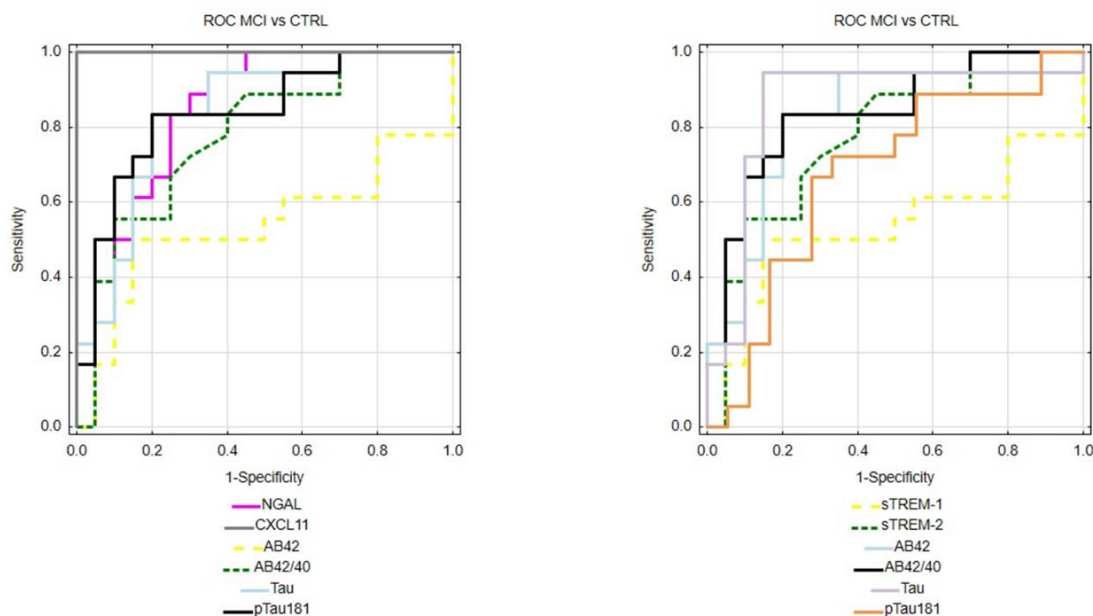 ROC MCI vs CTRL
1.0
0.8
0.6
0.4
0.2
0.0
Sensitivity
0.0 0.2 0.4 0.6 0.8 1.0
1-Specificity
NGAL
CXCL11
AB42
AB42/40
Tau
pTau181
ROC MCI vs CTRL
1.0
0.8
0.6
0.4
0.2
0.0
Sensitivity
0.0 0.2 0.4 0.6 0.8 1.0
1-Specificity
sTREM-1
sTREM-2
AB42
AB42/40
Tau
pTau181